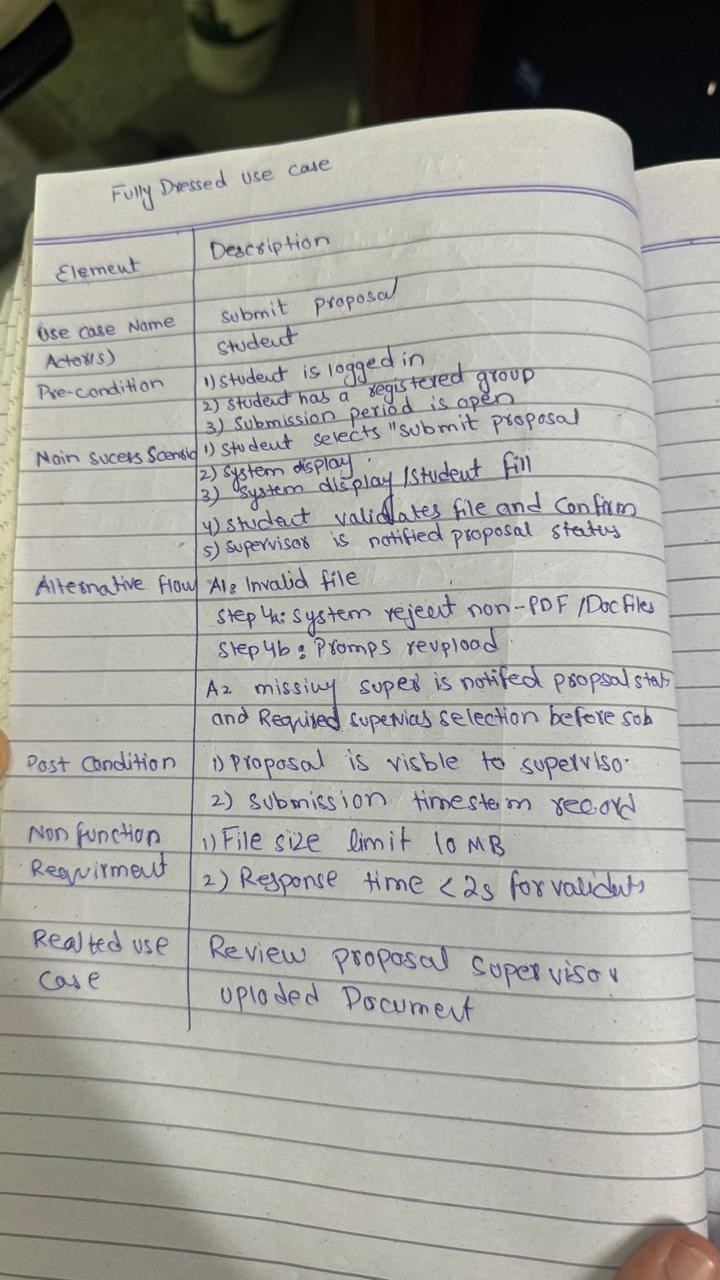 Fully Dressed use case
Element Description
Use case Name submit proposal
Actor(s) student
Pre-condition 1) student is logged in
2) student has a registered group
3) submission period is open
Main sucess Scenario 1) student selects "submit proposal
2) system display
3) system display /student fill
4) student validates file and confirm
5) supervisor is notified proposal status
Alternative flow A1: Invalid file
step 4a: system reject non-PDF /Doc files
step 4b: Promps reupload
A2 missing super is notifed propsal stat
and Required selection before sob
Post Condition 1) Proposal is visble to superviso.
2) submission timestem record
Non function 1) File size limit 10 MB
Requirment 2) Response time < 2s for
Realted use Review proposal supervisor
case uploded Document